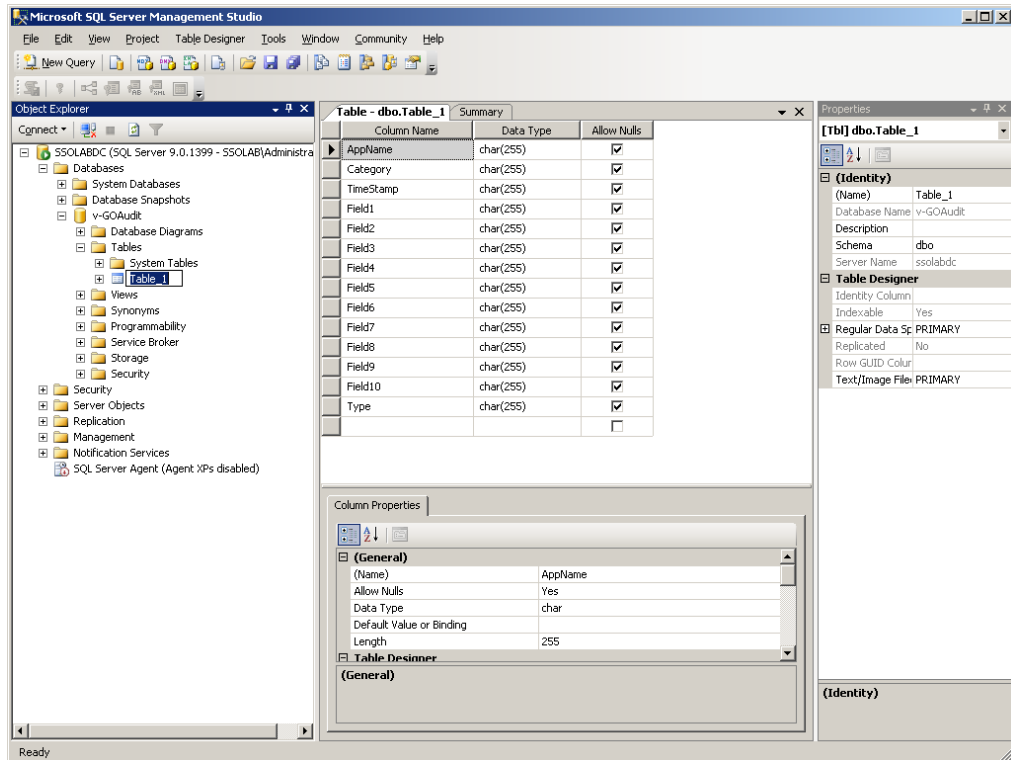 Microsoft SQL Server Management Studio
File Edit View Project Table Designer Tools Window Community Help
New Query
Object Explorer
Connect
SSOLABDC (SQL Server 9.0.1399 - SSOLAB\Administra
Databases
System Databases
Database Snapshots
v-GOAudit
Database Diagrams
Tables
System Tables
Table_1
Views
Synonyms
Programmability
Service Broker
Storage
Security
Security
Server Objects
Replication
Management
Notification Services
SQL Server Agent (Agent XPs disabled)
Table - dbo.Table_1 Summary
Column Name Data Type Allow Nulls
AppName char(255)
Category char(255)
TimeStamp char(255)
Field1 char(255)
Field2 char(255)
Field3 char(255)
Field4 char(255)
Field5 char(255)
Field6 char(255)
Field7 char(255)
Field8 char(255)
Field9 char(255)
Field10 char(255)
Type char(255)
Column Properties
(General)
(Name) AppName
Allow Nulls Yes
Data Type char
Default Value or Binding
Length 255
Table Designer
(General)
Properties
[Tbl] dbo.Table_1
(Identity)
(Name) Table_1
Database Name v-GOAudit
Description
Schema dbo
Server Name ssolabdc
Table Designer
Identity Column
Indexable Yes
Regular Data Sp PRIMARY
Replicated No
Row GUID Colur
Text/Image File PRIMARY
(Identity)
Ready